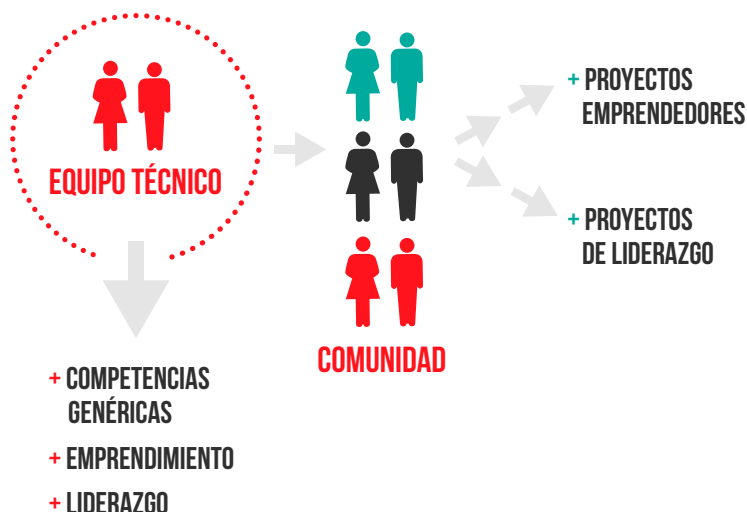 EQUIPO TÉCNICO
+ PROYECTOS
EMPRENDEDORES
+ PROYECTOS
DE LIDERAZGO
COMUNIDAD
+ COMPETENCIAS
GENÉRICAS
+ EMPRENDIMIENTO
+ LIDERAZGO